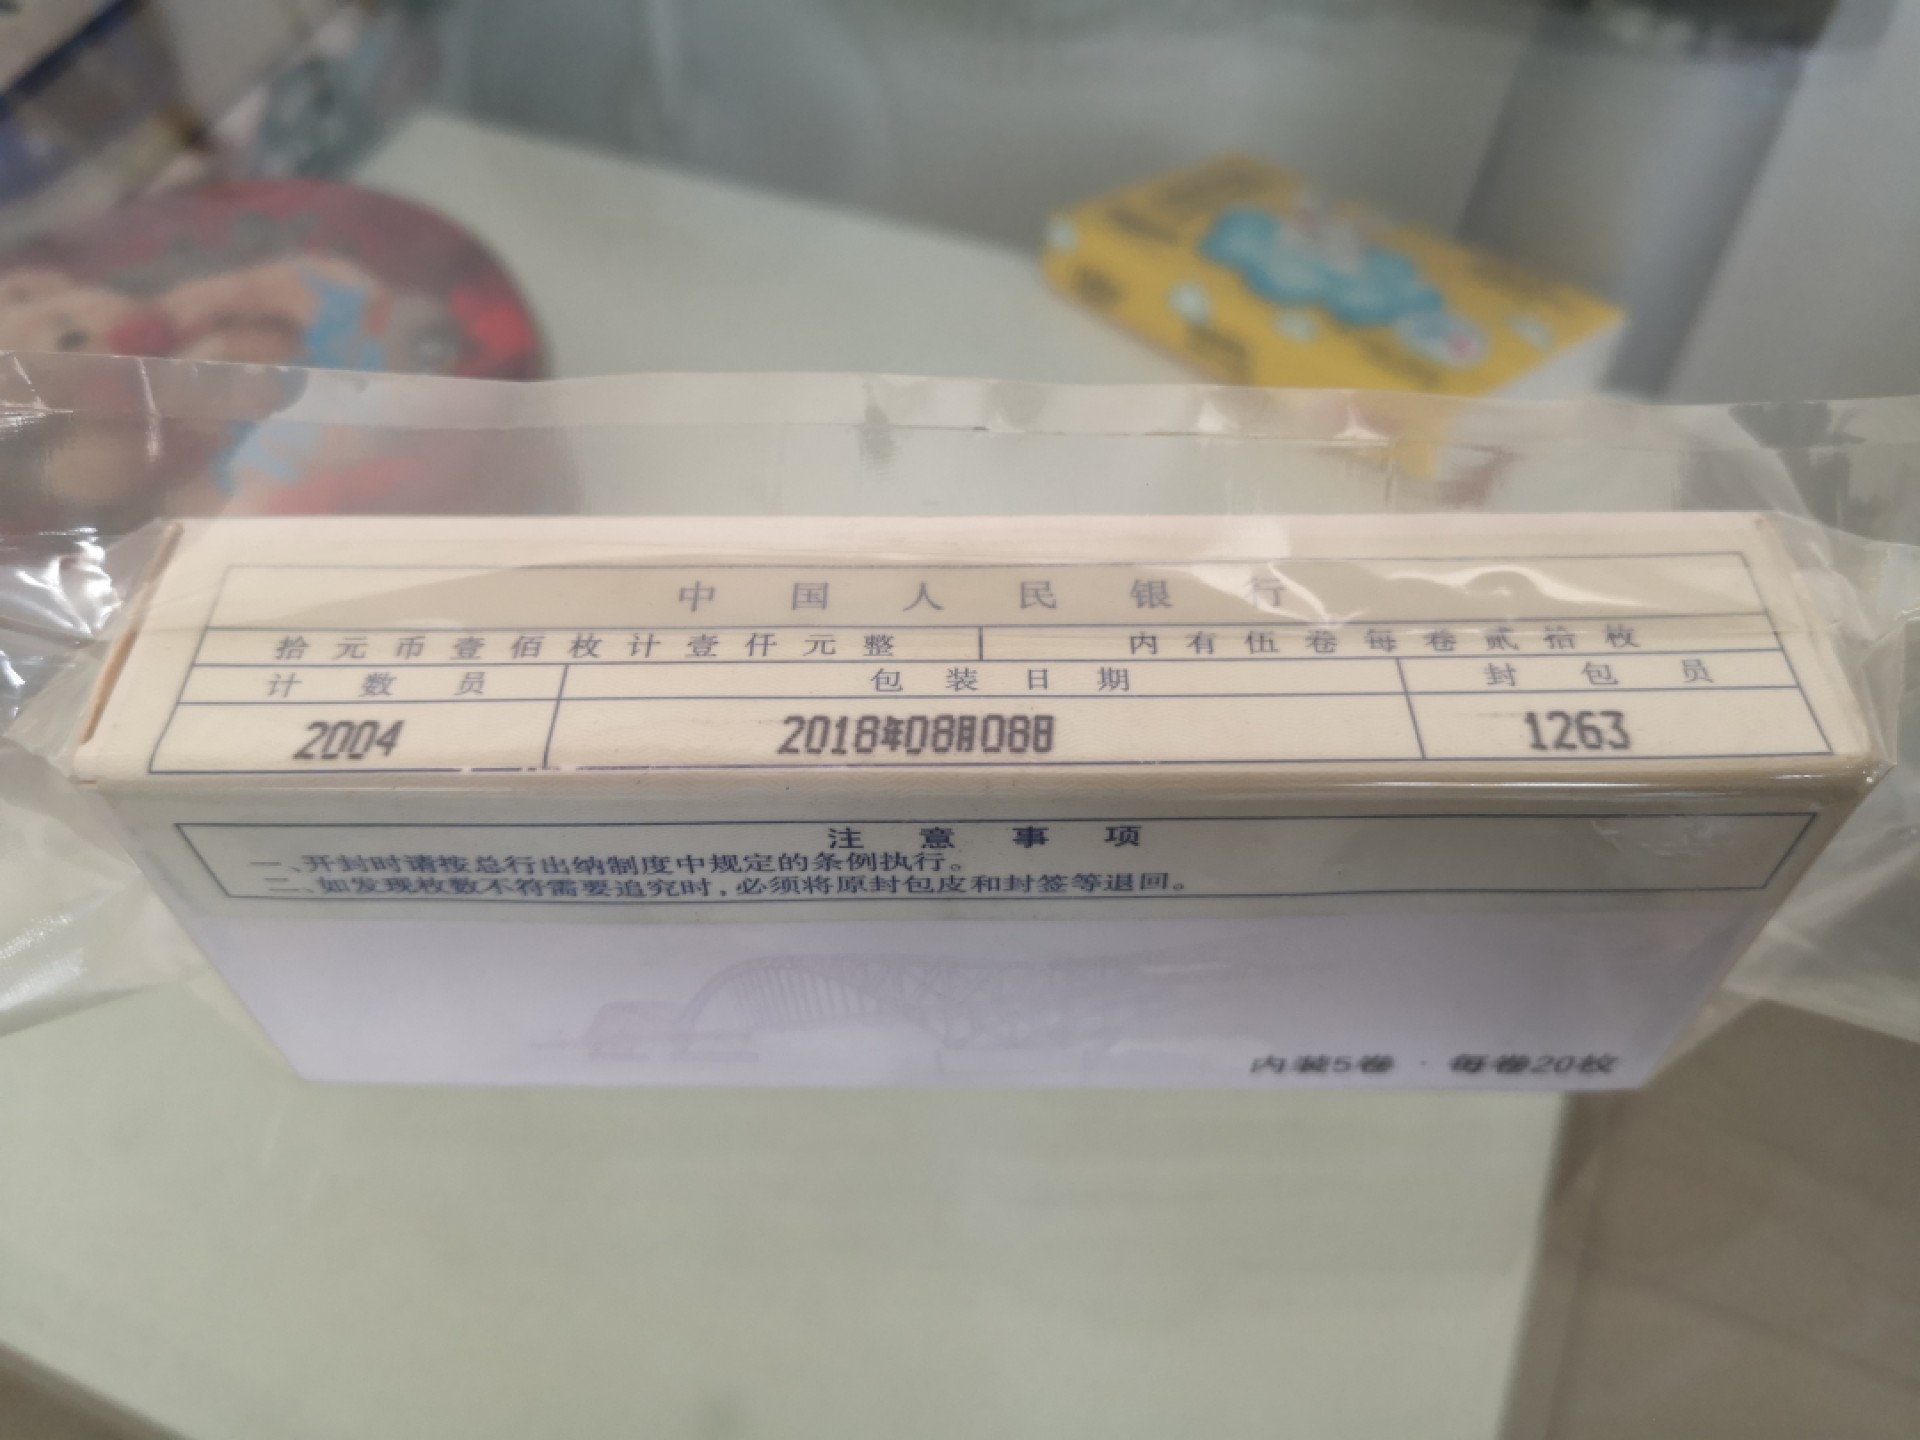 中国人民银行
拾元币壹佰枚计壹仟元整 内有伍卷每卷贰拾枚
计数员 包装日期 封包员
2004 2018年08月08日 1263
注意事项
一、开封时请按总行出纳制度中规定的条例执行。
二、如发现枚数不符需要追究时,必须将原封包皮和封签等退回。
内装5卷·每卷20枚